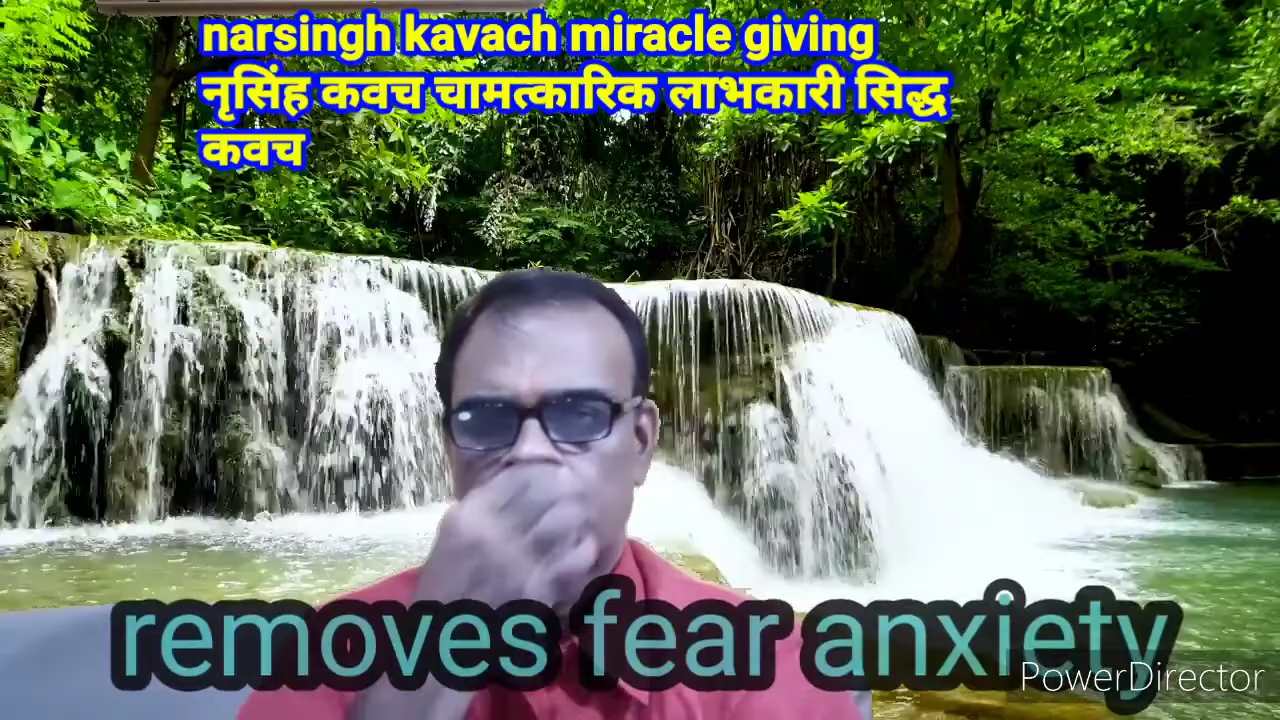 narsingh kavach miracle giving
नृसिंह कवच चामत्कारिक लाभकारी सिद्ध
कवच
removes fear anxiety
PowerDirector